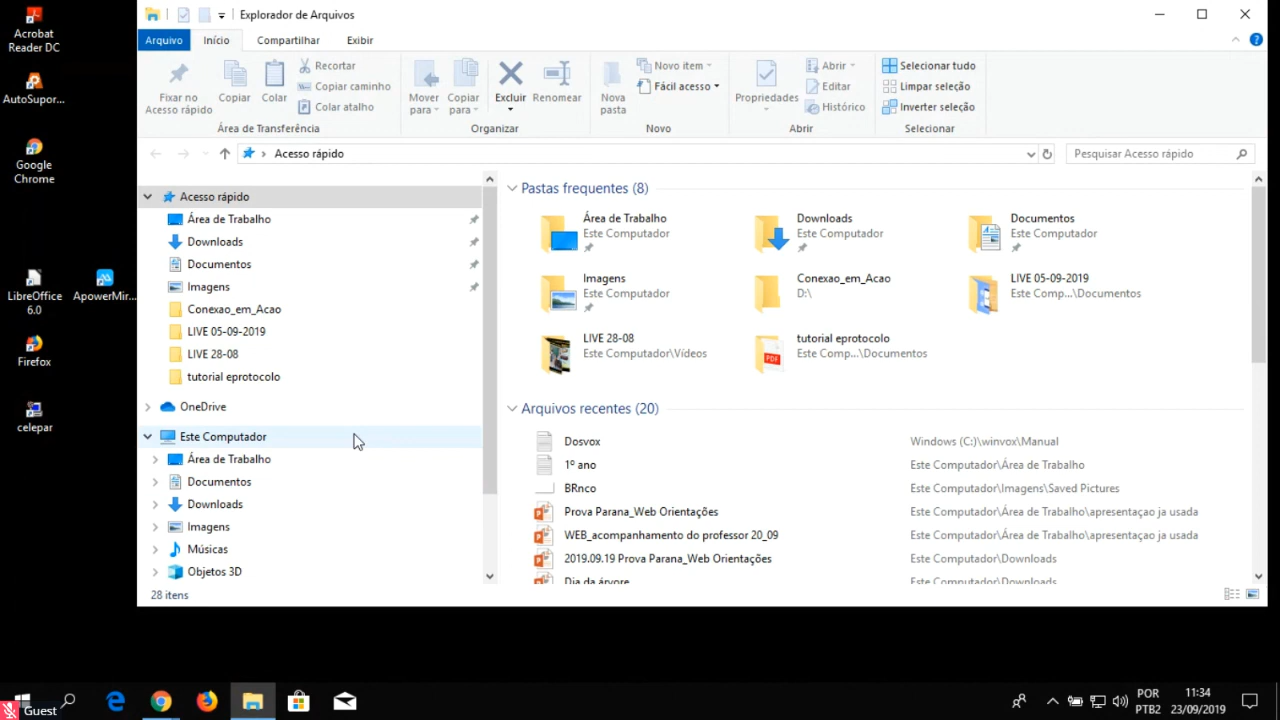 Acrobat
Reader DC
AutoSupor...
Google
Chrome
LibreOffice
6.0
ApowerMir...
Firefox
celepar
Explorador de Arquivos
Arquivo
Início
Compartilhar
Exibir
Fixar no
Acesso rápido
Copiar
Colar
Recortar
Copiar caminho
Colar atalho
Área de Transferência
Mover
para
Copiar
para
Excluir
Renomear
Organizar
Nova
pasta
Novo item
Fácil acesso
Novo
Propriedades
Abrir
Editar
Histórico
Abrir
Selecionar tudo
Limpar seleção
Inverter seleção
Selecionar
Acesso rápido
Pesquisar Acesso rápido
Acesso rápido
Área de Trabalho
Downloads
Documentos
Imagens
Conexao_em_Acao
LIVE 05-09-2019
LIVE 28-08
tutorial eprotocolo
OneDrive
Este Computador
Área de Trabalho
Documentos
Downloads
Imagens
Músicas
Objetos 3D
Pastas frequentes (8)
Área de Trabalho
Este Computador
Downloads
Este Computador
Documentos
Este Computador
Imagens
Este Computador
Conexao_em_Acao
D:\
LIVE 05-09-2019
Este Comp...\Documentos
LIVE 28-08
Este Computador\Vídeos
PDF
tutorial eprotocolo
Este Comp...\Documentos
Arquivos recentes (20)
Dosvox Windows (C:)\winvox\Manual
1º ano Este Computador\Área de Trabalho
BRnco Este Computador\Imagens\Saved Pictures
Prova Parana_Web Orientações Este Computador\Área de Trabalho\apresentaçao ja usada
WEB_acompanhamento do professor 20_09 Este Computador\Área de Trabalho\apresentaçao ja usada
2019.09.19 Prova Parana_Web Orientações Este Computador\Downloads
Dia da árvore Este Computador\Downloads
28 itens
Guest
POR
PTB2
11:34
23/09/2019